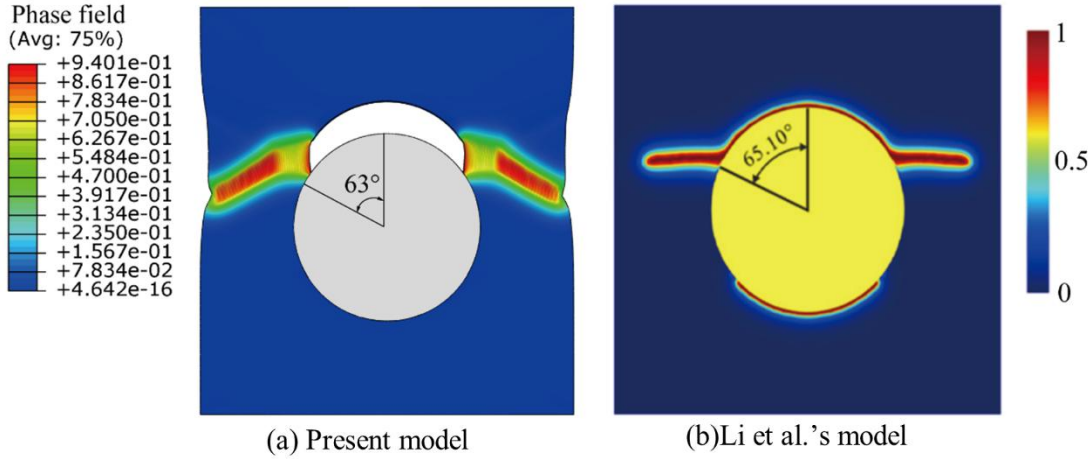 Phase field
(Avg: 75%)
+9.401e-01
+8.617e-01
+7.834e-01
+7.050e-01
+6.267e-01
+5.484e-01
+4.700e-01
+3.917e-01
+3.134e-01
+2.350e-01
+1.567e-01
+7.834e-02
+4.642e-16
63°
65.10°
1
0.5
0
(a) Present model
(b)Li et al.'s model